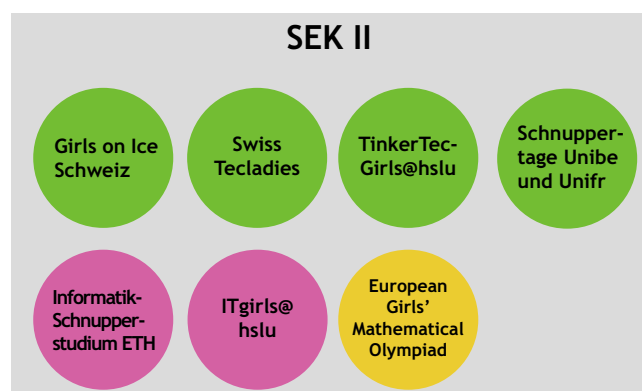 SEK II
Girls on Ice
Schweiz
Swiss
Tecladies
TinkerTec-
Girls@hslu
Schnupper-
tage Unibe
und Unifr
Informatik-
Schnupper-
studium ETH
ITgirls@
hslu
European
Girls’
Mathematical
Olympiad